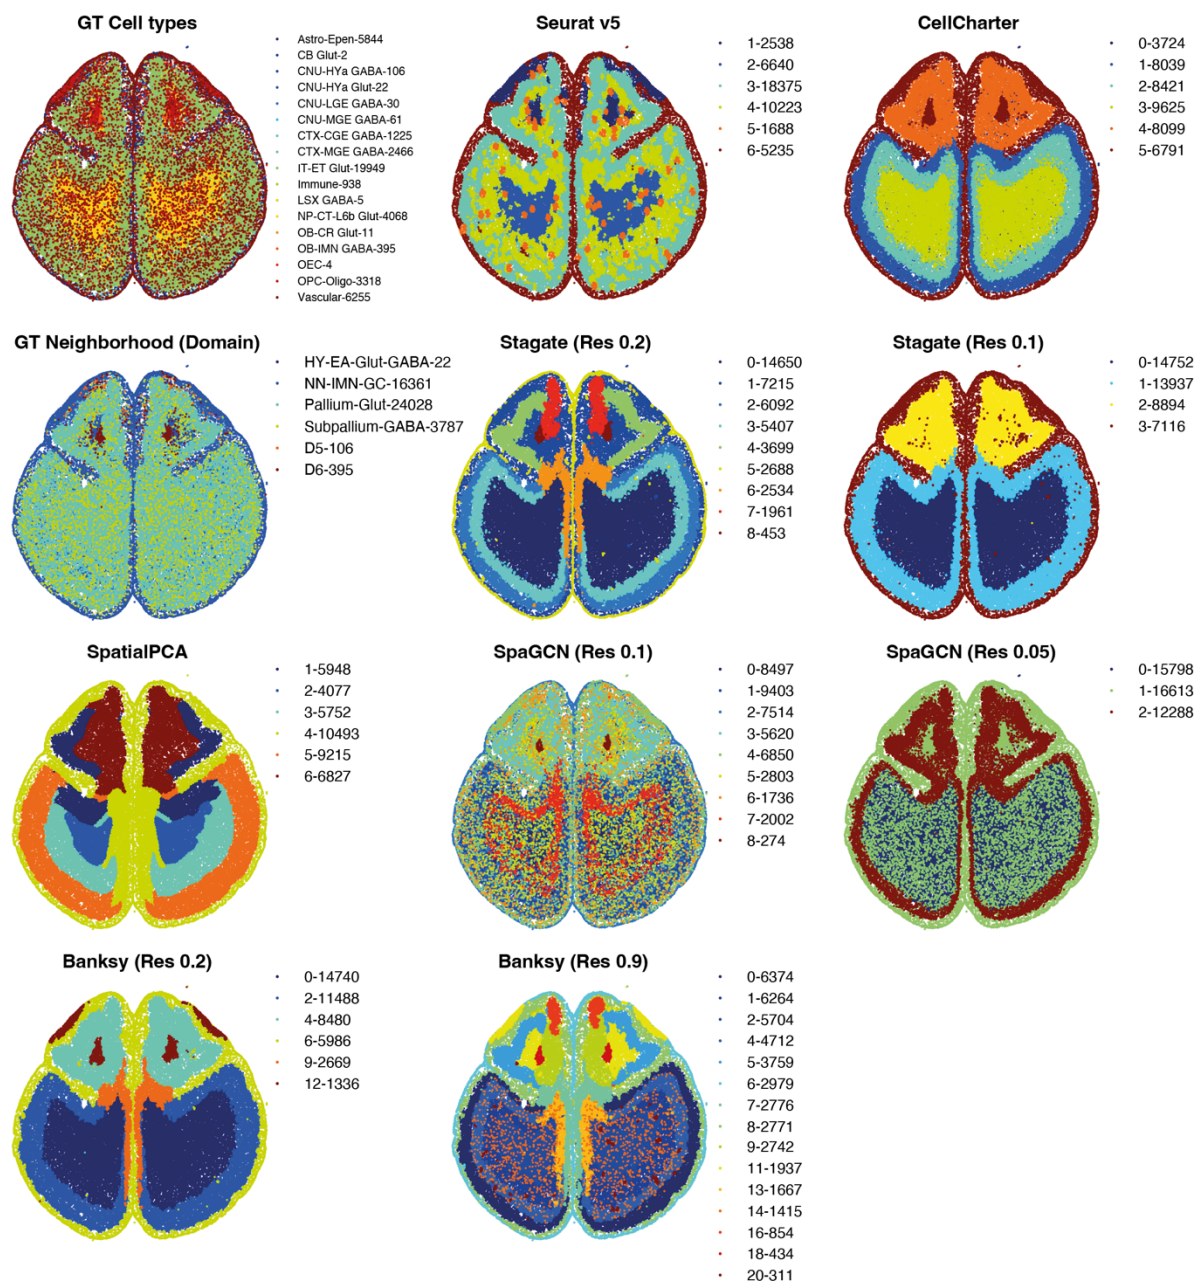 GT Cell types
Astro-Epen-5844
CB Glut-2
CNU-HYa GABA-106
CNU-HYa Glut-22
CNU-LGE GABA-30
CNU-MGE GABA-61
CTX-CGE GABA-1225
CTX-MGE GABA-2466
IT-ET Glut-19949
Immune-938
LSX GABA-5
NP-CT-L6b Glut-4068
OB-CR Glut-11
OB-IMN GABA-395
OEC-4
OPC-Oligo-3318
Vascular-6255
Seurat v5
1-2538
2-6640
3-18375
4-10223
5-1688
6-5235
CellCharter
0-3724
1-8039
2-8421
3-9625
4-8099
5-6791
GT Neighborhood (Domain)
HY-EA-Glut-GABA-22
NN-IMN-GC-16361
Pallium-Glut-24028
Subpallium-GABA-3787
D5-106
D6-395
Stagate (Res 0.2)
0-14650
1-7215
2-6092
3-5407
4-3699
5-2688
6-2534
7-1961
8-453
Stagate (Res 0.1)
0-14752
1-13937
2-8894
3-7116
SpatialPCA
1-5948
2-4077
3-5752
4-10493
5-9215
6-6827
SpaGCN (Res 0.1)
0-8497
1-9403
2-7514
3-5620
4-6850
5-2803
6-1736
7-2002
8-274
SpaGCN (Res 0.05)
0-15798
1-16613
2-12288
Banksy (Res 0.2)
0-14740
2-11488
4-8480
6-5986
9-2669
12-1336
Banksy (Res 0.9)
0-6374
1-6264
2-5704
4-4712
5-3759
6-2979
7-2776
8-2771
9-2742
11-1937
13-1667
14-1415
16-854
18-434
20-311